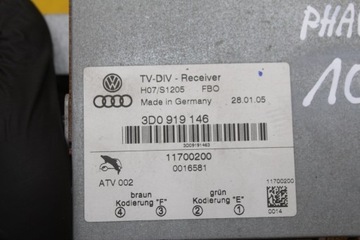 PHAE
10
TV-DIV - Receiver
H07/S1205 FBO
Made in Germany 28.01.05
3D0 919 146
3D0919146
11700200
0016581
ATV 002
11700200
braun grün
Kodierung "F" Kodierung "E"
④ ③ ② ①
0014